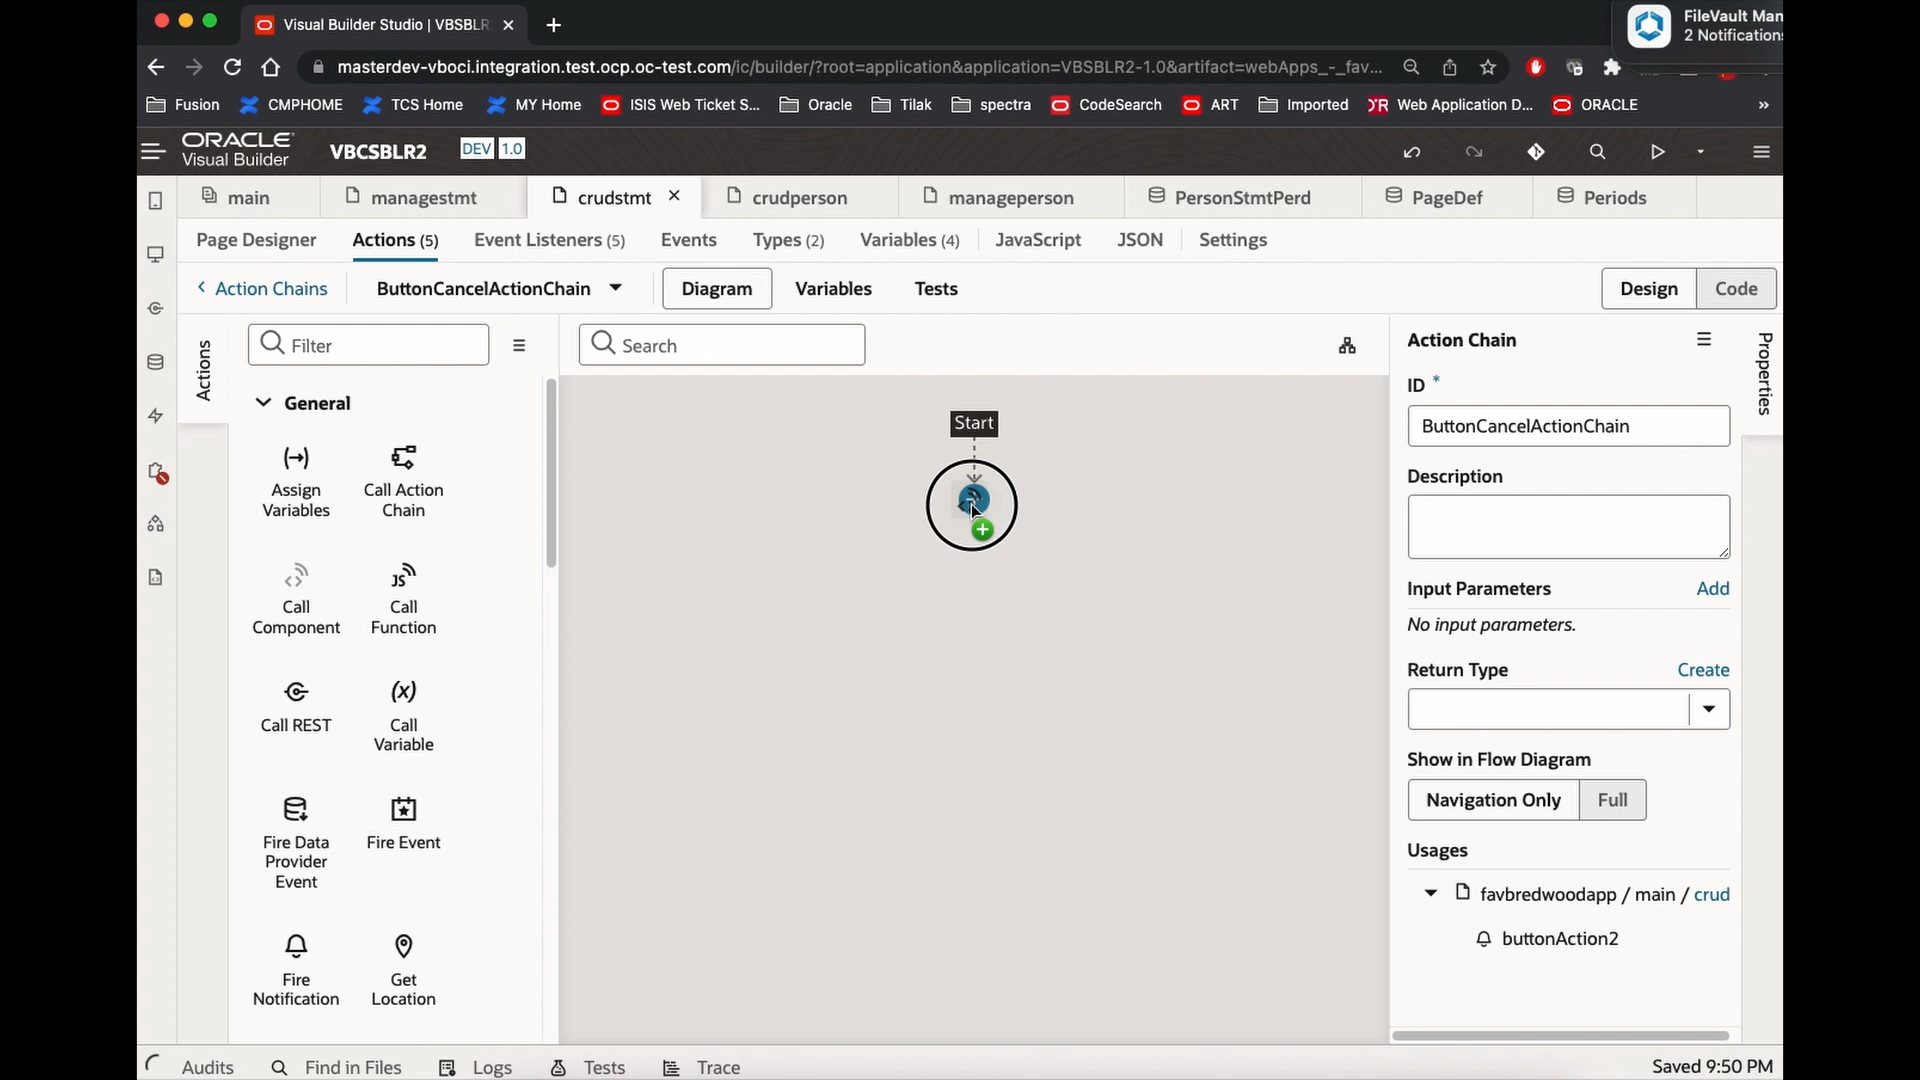 Visual Builder Studio | VBSBLR
FileVault Man
2 Notifications
masterdev-vboci.integration.test.ocp.oc-test.com/ic/builder/?root=application&application=VBSBLR2-1.0&artifact=webApps_-_fav...
Fusion CMPHOME TCS Home MY Home ISIS Web Ticket S... Oracle Tilak spectra CodeSearch ART Imported Web Application D... ORACLE »
ORACLE
Visual Builder
VBCSBLR2 DEV 1.0
main managestmt crudstmt crudperson manageperson PersonStmtPerd PageDef Periods
Page Designer Actions (5) Event Listeners (5) Events Types (2) Variables (4) JavaScript JSON Settings
Action Chains ButtonCancelActionChain Diagram Variables Tests Design Code
Actions
Filter
Search
General
Assign Variables
Call Action Chain
Call Component
Call Function
Call REST
Call Variable
Fire Data Provider Event
Fire Event
Fire Notification
Get Location
Start
Action Chain
Properties
ID *
ButtonCancelActionChain
Description
Input Parameters Add
No input parameters.
Return Type Create
Show in Flow Diagram
Navigation Only Full
Usages
favbredwoodapp / main / crud
buttonAction2
Audits Find in Files Logs Tests Trace Saved 9:50 PM